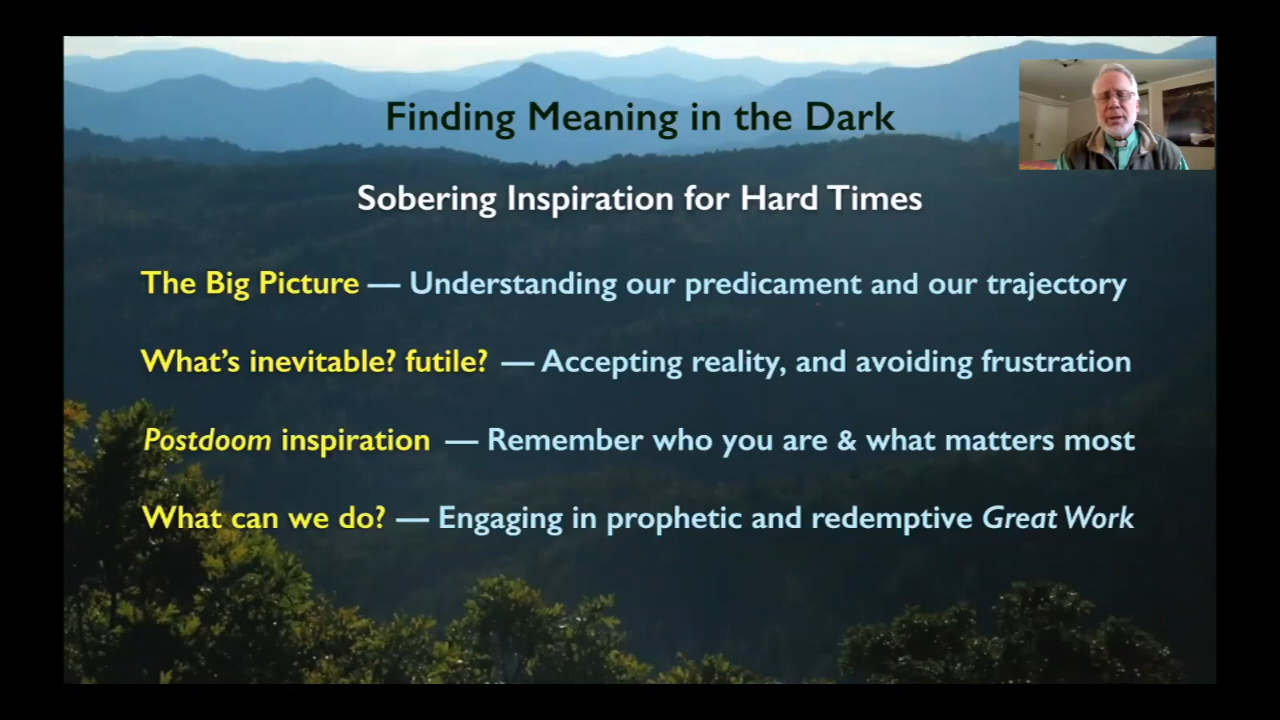 Finding Meaning in the Dark
Sobering Inspiration for Hard Times
The Big Picture — Understanding our predicament and our trajectory
What’s inevitable? futile? — Accepting reality, and avoiding frustration
Postdoom inspiration — Remember who you are & what matters most
What can we do? — Engaging in prophetic and redemptive Great Work